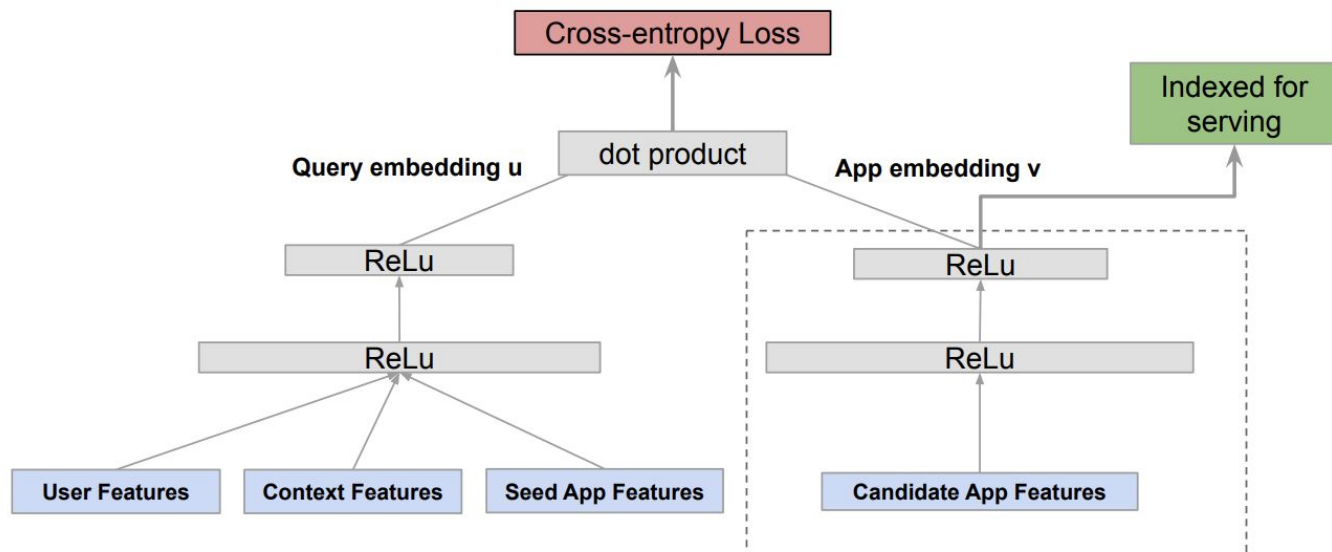 Cross-entropy Loss
Indexed for
serving
dot product
Query embedding u
App embedding v
ReLu
ReLu
ReLu
ReLu
User Features
Context Features
Seed App Features
Candidate App Features